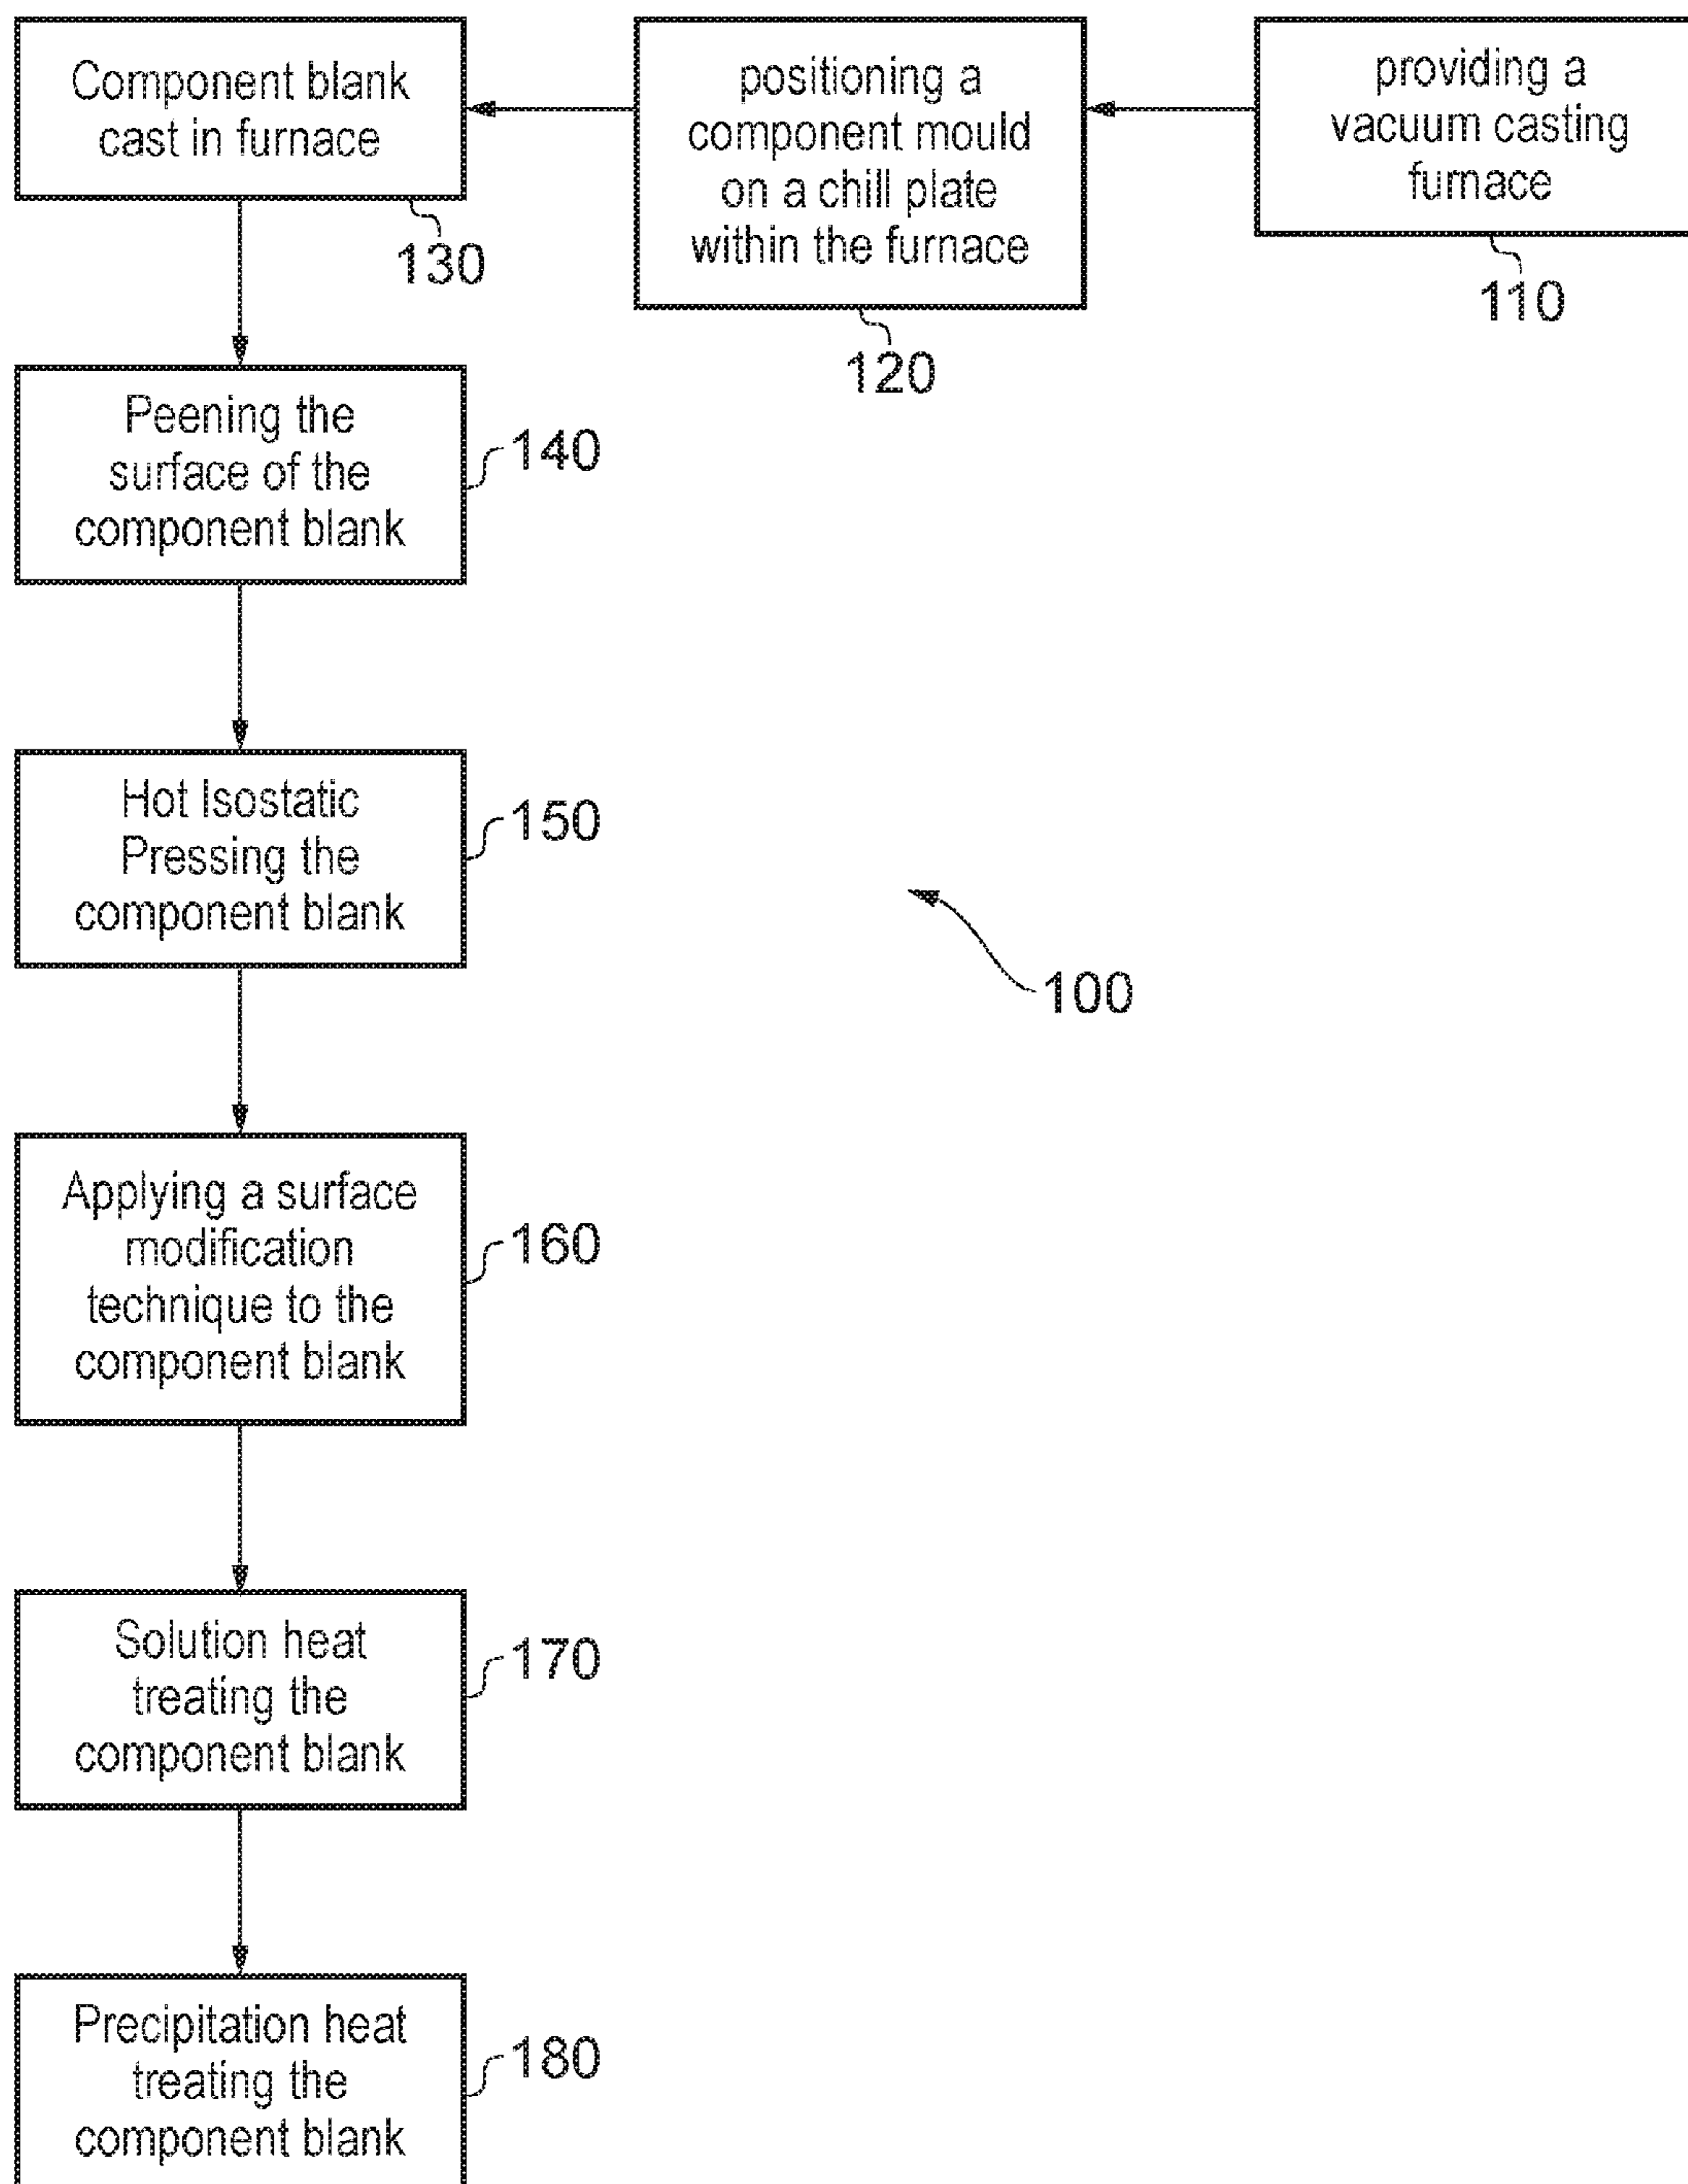 Component blank
cast in furnace
130
positioning a
component mould
on a chill plate
within the furnace
120
providing a
vacuum casting
furnace
110
Peening the
surface of the
component blank
140
Hot Isostatic
Pressing the
component blank
150
100
Applying a surface
modification
technique to the
component blank
160
Solution heat
treating the
component blank
170
Precipitation heat
treating the
component blank
180